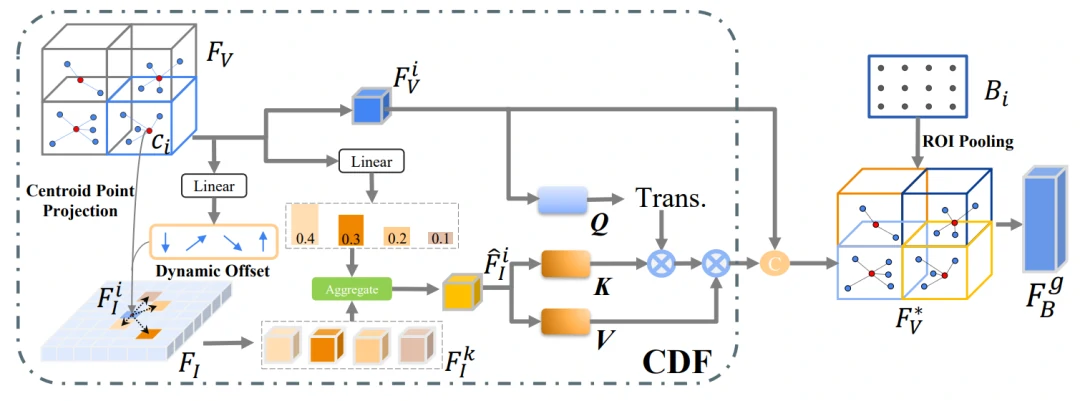 F_V
F_V^i
c_i
B_i
Linear
ROI Pooling
Centroid Point
Projection
Linear
Trans.
Q
0.4 0.3 0.2 0.1
Dynamic Offset
F̂_I^i
F_I^i
Aggregate
C
K
F_V^*
F_B^g
V
F_I
F_I^k
CDF